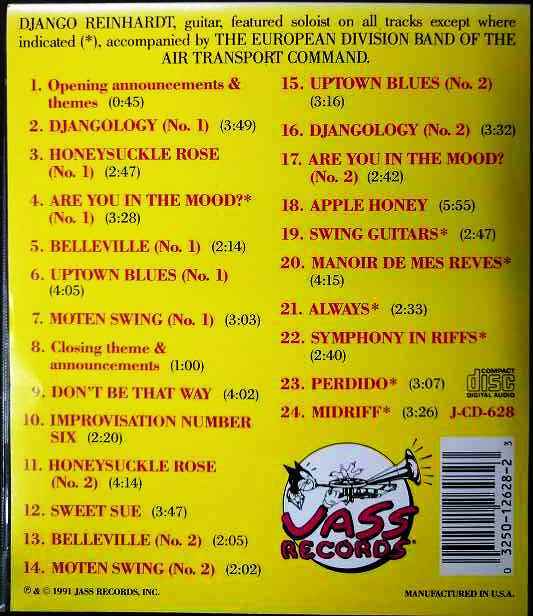 DJANGO REINHARDT, guitar, featured soloist on all tracks except where
indicated (*), accompanied by THE EUROPEAN DIVISION BAND OF THE
AIR TRANSPORT COMMAND.
1. Opening announcements &
themes (0:45)
2. DJANGOLOGY (No. 1) (3:49)
3. HONEYSUCKLE ROSE
(No. 1) (2:47)
4. ARE YOU IN THE MOOD?*
(No. 1) (3:28)
5. BELLEVILLE (No. 1) (2:14)
6. UPTOWN BLUES (No. 1)
(4:05)
7. MOTEN SWING (No. 1) (3:03)
8. Closing theme &
announcements (1:00)
9. DON'T BE THAT WAY (4:02)
10. IMPROVISATION NUMBER
SIX (2:20)
11. HONEYSUCKLE ROSE
(No. 2) (4:14)
12. SWEET SUE (3:47)
13. BELLEVILLE (No. 2) (2:05)
14. MOTEN SWING (No. 2) (2:02)
15. UPTOWN BLUES (No. 2)
(3:16)
16. DJANGOLOGY (No. 2) (3:32)
17. ARE YOU IN THE MOOD?
(No. 2) (2:42)
18. APPLE HONEY (5:55)
19. SWING GUITARS* (2:47)
20. MANOIR DE MES REVES*
(4:15)
21. ALWAYS* (2:33)
22. SYMPHONY IN RIFFS*
(2:40)
23. PERDIDO* (3:07)
24. MIDRIFF* (3:26) J-CD-628
COMPACT
disc
DIGITAL AUDIO
JASS
RECORDS®
0 3250-12628-2 3
℗ & © 1991 JASS RECORDS, INC.
MANUFACTURED IN U.S.A.